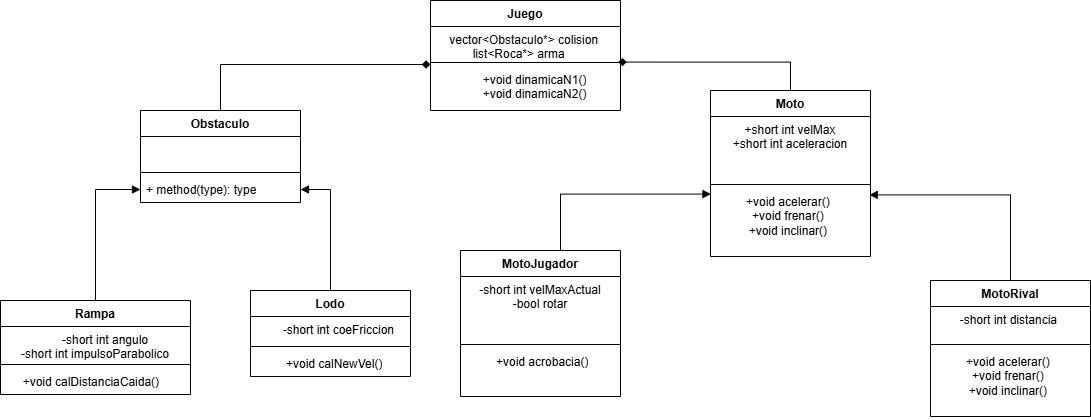 Juego
vector<Obstaculo*> colision
list<Roca*> arma
+void dinamicaN1()
+void dinamicaN2()
Obstaculo
+ method(type): type
Moto
+short int velMax
+short int aceleracion
+void acelerar()
+void frenar()
+void inclinar()
Rampa
-short int angulo
-short int impulsoParabolico
+void calDistanciaCaida()
Lodo
-short int coeFriccion
+void calNewVel()
MotoJugador
-short int velMaxActual
-bool rotar
+void acrobacia()
MotoRival
-short int distancia
+void acelerar()
+void frenar()
+void inclinar()